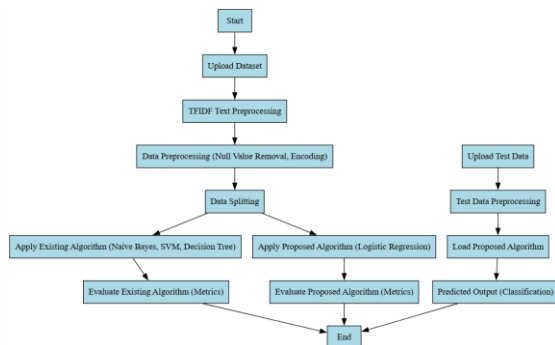 Start
Upload Dataset
TFIDF Text Preprocessing
Data Preprocessing (Null Value Removal, Encoding)
Upload Test Data
Data Splitting
Test Data Preprocessing
Apply Existing Algorithm (Naive Bayes, SVM, Decision Tree)
Apply Proposed Algorithm (Logistic Regression)
Load Proposed Algorithm
Evaluate Existing Algorithm (Metrics)
Evaluate Proposed Algorithm (Metrics)
Predicted Output (Classification)
End